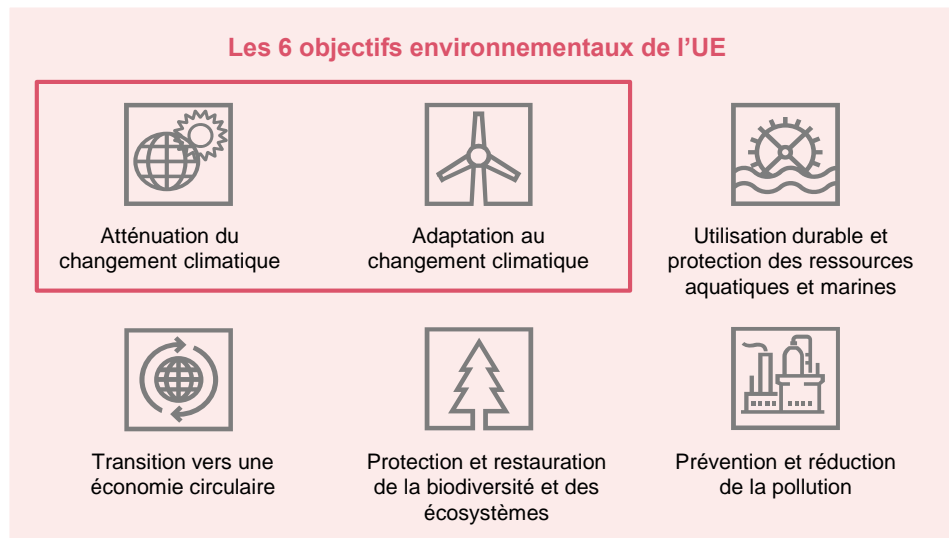 Les 6 objectifs environnementaux de l’UE
Atténuation du
changement climatique
Adaptation au
changement climatique
Utilisation durable et
protection des ressources
aquatiques et marines
Transition vers une
économie circulaire
Protection et restauration
de la biodiversité et des
écosystèmes
Prévention et réduction
de la pollution